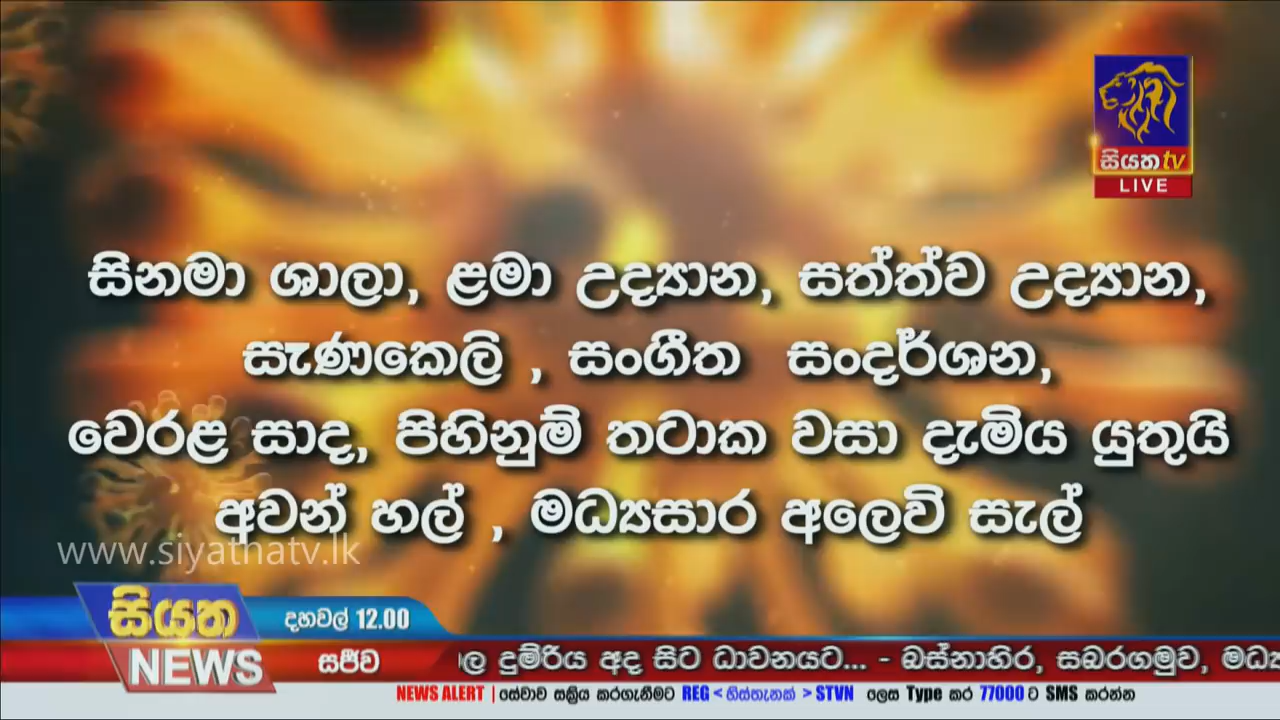 සියත tv
LIVE
සිනමා ශාලා, ළමා උද්‍යාන, සත්ත්ව උද්‍යාන,
සැණකෙලි , සංගීත සංදර්ශන,
වෙරළ සාද, පිහිනුම් තටාක වසා දැමිය යුතුයි
අවන් හල් , මධ්‍යසාර අලෙවි සැල්
www.siyathatv.lk
සියත
දහවල් 12.00
NEWS
සජීව
දුම්රිය අද සිට ධාවනයට... - බස්නාහිර, සබරගමුව,
NEWS ALERT | සේවාව සක්‍රිය කරගැනීමට REG < හිස්තැනක් > STVN ලෙස Type කර 77000 ට SMS කරන්න